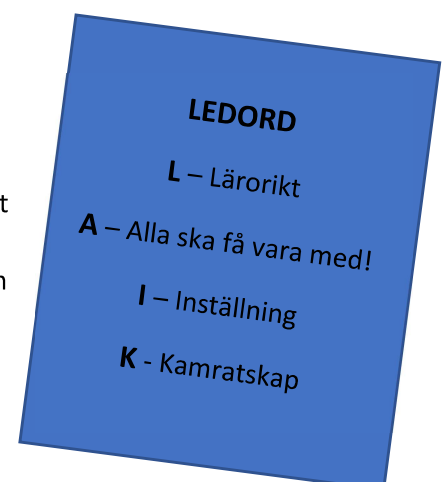 LEDORD
L – Lärorikt
A – Alla ska få vara med!
I – Inställning
K - Kamratskap
t
n